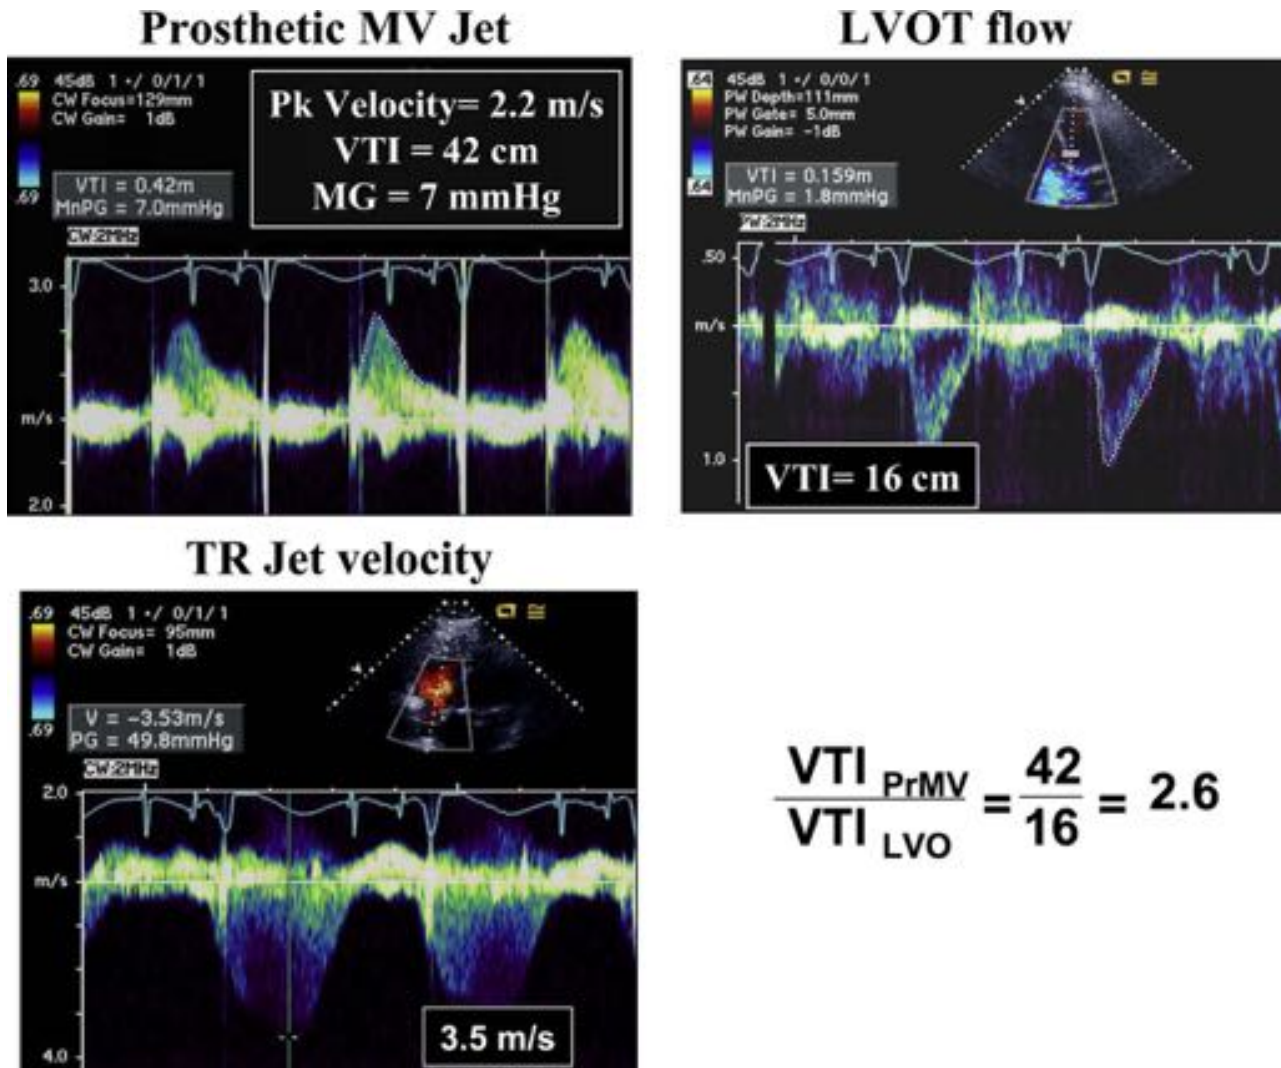 Prosthetic MV Jet
.69 45dB 1 +/ 0/1/1
CW Focus=129mm
CW Gain= 1dB
.69
VTI = 0.42m
MnPG = 7.0mmHg
Pk Velocity= 2.2 m/s
VTI = 42 cm
MG = 7 mmHg
CW:2MHz
3.0
m/s
2.0
LVOT flow
.64 45dB 1 +/ 0/0/1
PW Depth=111mm
PW Gate= 5.0mm
PW Gain= -1dB
.64
VTI = 0.159m
MnPG = 1.8mmHg
PW:2MHz
.50
m/s
1.0
VTI= 16 cm
TR Jet velocity
.69 45dB 1 +/ 0/1/1
CW Focus= 95mm
CW Gain= 1dB
.69
V = -3.53m/s
PG = 49.8mmHg
CW:2MHz
2.0
m/s
4.0
3.5 m/s
VTI PrMV
VTI LVO
=
42
16
= 2.6